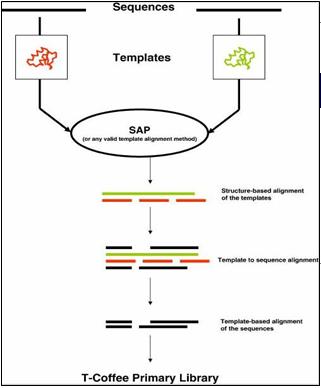 Sequences
Templates
SAP
(or any valid template alignment method)
Structure-based alignment
of the templates
Template to sequence alignment
Template-based alignment
of the sequences
T-Coffee Primary Library